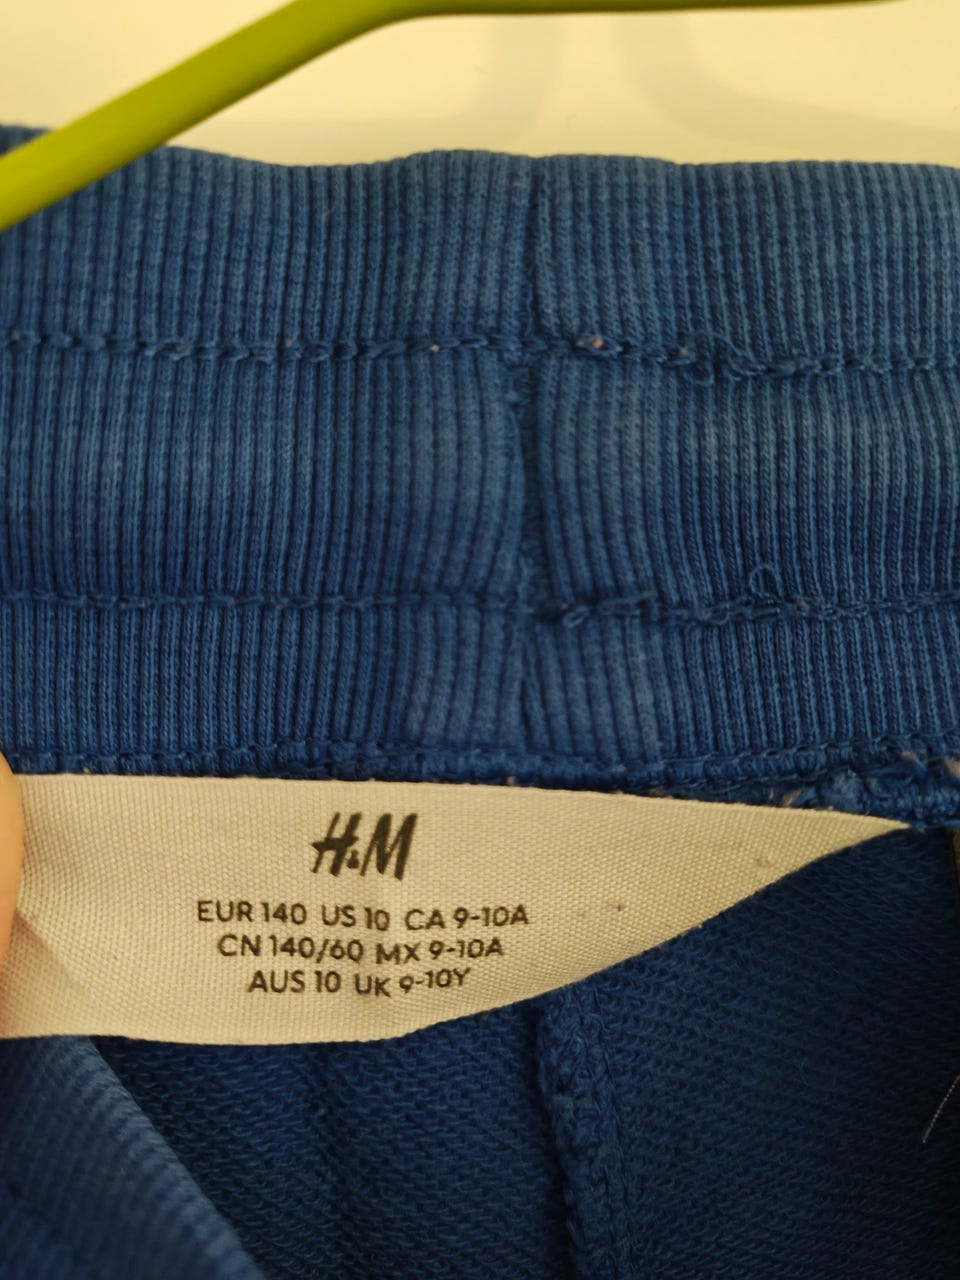 H&M
EUR 140 US 10 CA 9-10A
CN 140/60 MX 9-10A
AUS 10 UK 9-10Y